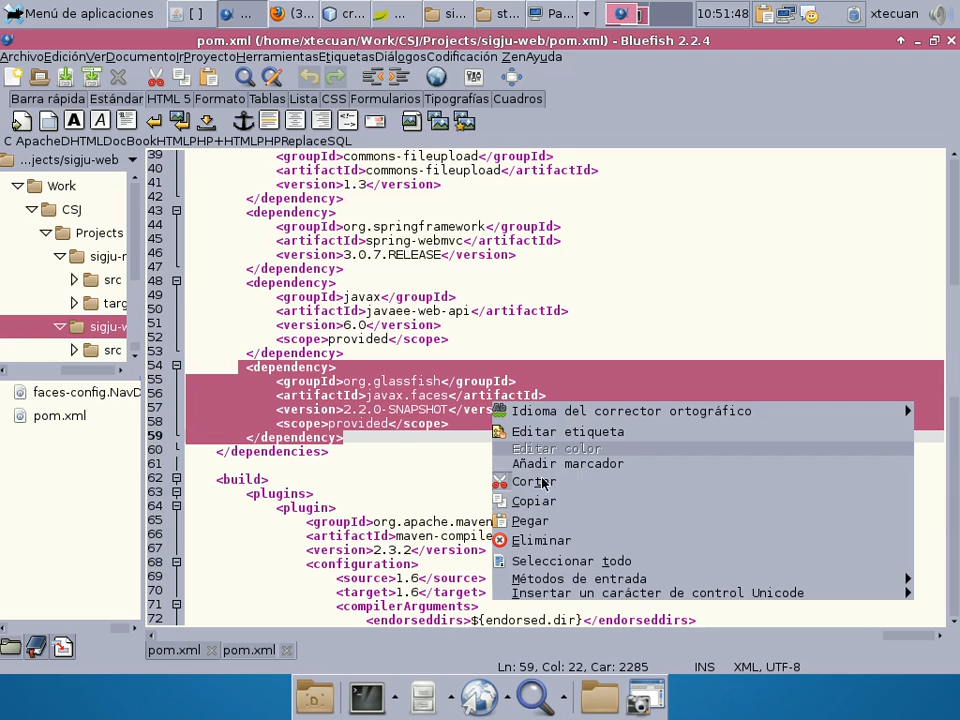 Menú de aplicaciones
[ ]
...
(3...
cr...
...
si...
st...
Pa...
10:51:48
xtecuan
pom.xml (/home/xtecuan/Work/CSJ/Projects/sigju-web/pom.xml) - Bluefish 2.2.4
Archivo Edición Ver Documento Ir Proyecto Herramientas Etiquetas Diálogos Codificación Zen Ayuda
Barra rápida Estándar HTML 5 Formato Tablas Lista CSS Formularios Tipografías Cuadros
C ApacheDHTMLDocBookHTMLPHP+HTMLPHPReplaceSQL
...jects/sigju-web
Work
CSJ
Projects
sigju-r
src
targ
sigju-w
src
faces-config.NavD
pom.xml
39 <groupId>commons-fileupload</groupId>
40 <artifactId>commons-fileupload</artifactId>
41 <version>1.3</version>
42 </dependency>
43 <dependency>
44 <groupId>org.springframework</groupId>
45 <artifactId>spring-webmvc</artifactId>
46 <version>3.0.7.RELEASE</version>
47 </dependency>
48 <dependency>
49 <groupId>javax</groupId>
50 <artifactId>javaee-web-api</artifactId>
51 <version>6.0</version>
52 <scope>provided</scope>
53 </dependency>
54 <dependency>
55 <groupId>org.glassfish</groupId>
56 <artifactId>javax.faces</artifactId>
57 <version>2.2.0-SNAPSHOT</vers
58 <scope>provided</scope>
59 </dependency>
60 </dependencies>
61
62 <build>
63 <plugins>
64 <plugin>
65 <groupId>org.apache.maven
66 <artifactId>maven-compile
67 <version>2.3.2</version>
68 <configuration>
69 <source>1.6</source>
70 <target>1.6</target>
71 <compilerArguments>
72 <endorseddirs>${endorsed.dir}</endorseddirs>
Idioma del corrector ortográfico
Editar etiqueta
Editar color
Añadir marcador
Cortar
Copiar
Pegar
Eliminar
Seleccionar todo
Métodos de entrada
Insertar un carácter de control Unicode
pom.xml pom.xml
Ln: 59, Col: 22, Car: 2285 INS XML, UTF-8